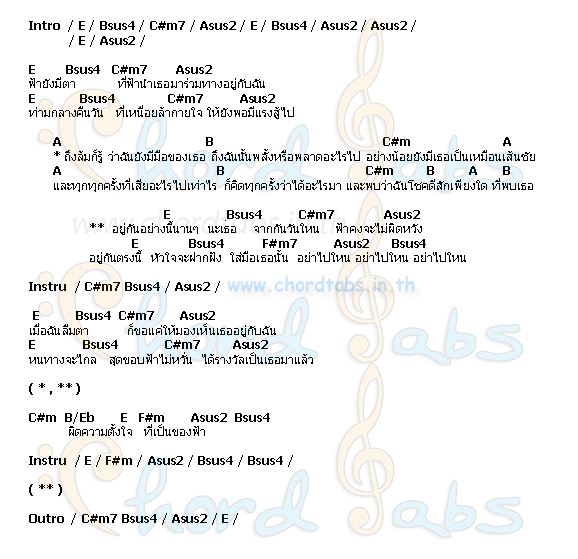 Intro / E / Bsus4 / C#m7 / Asus2 / E / Bsus4 / Asus2 / Asus2 /
/ E / Asus2 /
E Bsus4 C#m7 Asus2
ฟ้ายังมีตา ที่ฟ้านำเธอมาร่วมทางอยู่กับฉัน
E Bsus4 C#m7 Asus2
ท่ามกลางคืนวัน ที่เหนื่อยล้ากายใจ ให้ยังพอมีแรงสู้ไป
A B C#m A
* ถึงล้มก็รู้ ว่าฉันยังมีมือของเธอ ถึงฉันนั้นพลั้งหรือพลาดอะไรไป อย่างน้อยยังมีเธอเป็นเหมือนเส้นชัย
A B C#m B A B
และทุกทุกครั้งที่เสียอะไรไปเท่าไร ก็คิดทุกครั้งว่าได้อะไรมา และพบว่าฉันโชคดีสักเพียงใด ที่พบเธอ
E Bsus4 C#m7 Asus2
** อยู่กันอย่างนี้นานๆ นะเธอ จากกันวันไหน ฟ้าคงจะไม่ผิดหวัง
E Bsus4 F#m7 Asus2 Bsus4
อยู่กันตรงนี้ หัวใจจะฝากฝัง ใส่มือเธอนั้น อย่าไปไหน อย่าไปไหน อย่าไปไหน
Instru / C#m7 Bsus4 / Asus2 /
www.chordtabs.in.th
E Bsus4 C#m7 Asus2
เมื่อฉันลืมตา ก็ขอแค่ให้มองเห็นเธออยู่กับฉัน
E Bsus4 C#m7 Asus2
หนทางจะไกล สุดขอบฟ้าไม่หวั่น ได้รางวัลเป็นเธอมาแล้ว
( * , ** )
C#m B/Eb E F#m Asus2 Bsus4
ผิดความตั้งใจ ที่เป็นของฟ้า
Instru / E / F#m / Asus2 / Bsus4 / Bsus4 /
( ** )
Outro / C#m7 Bsus4 / Asus2 / E /